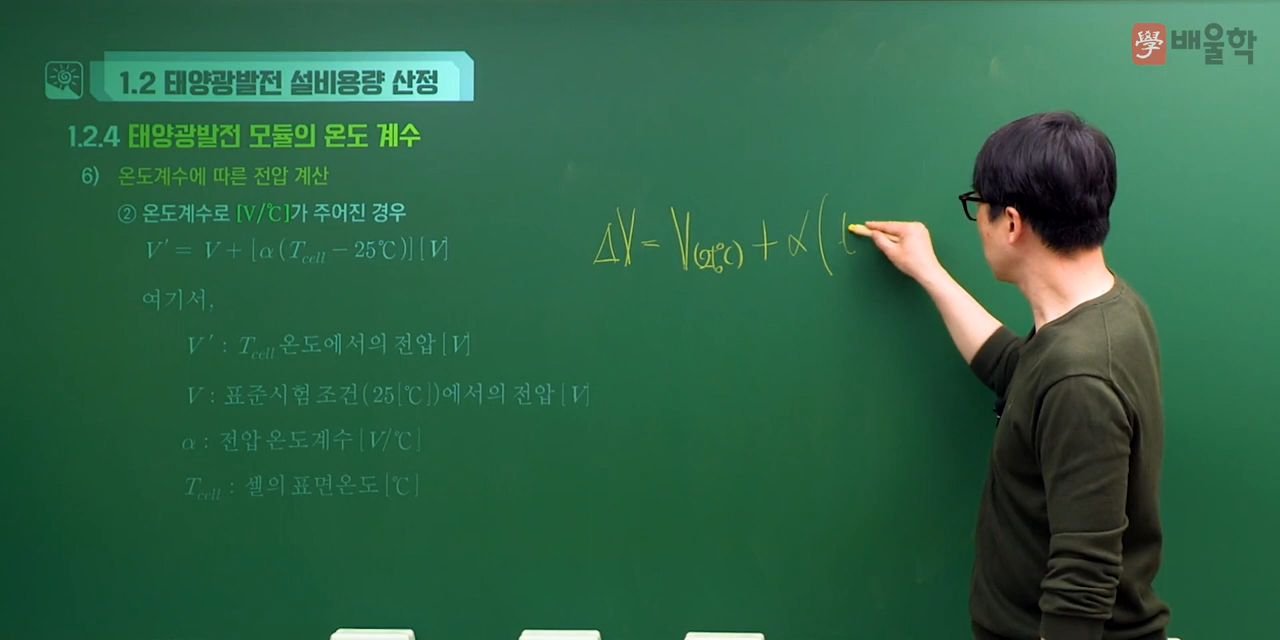 學 배울학
1.2 태양광발전 설비용량 산정
1.2.4 태양광발전 모듈의 온도 계수
6) 온도계수에 따른 전압 계산
② 온도계수로 [V/℃]가 주어진 경우
V′ = V + [α(T_cell − 25℃)] [V]
여기서,
V′ : T_cell 온도에서의 전압[V]
V : 표준시험 조건(25[℃])에서의 전압[V]
α : 전압 온도계수[V/℃]
T_cell : 셀의 표면온도[℃]
ΔV = V(25℃) + α(t